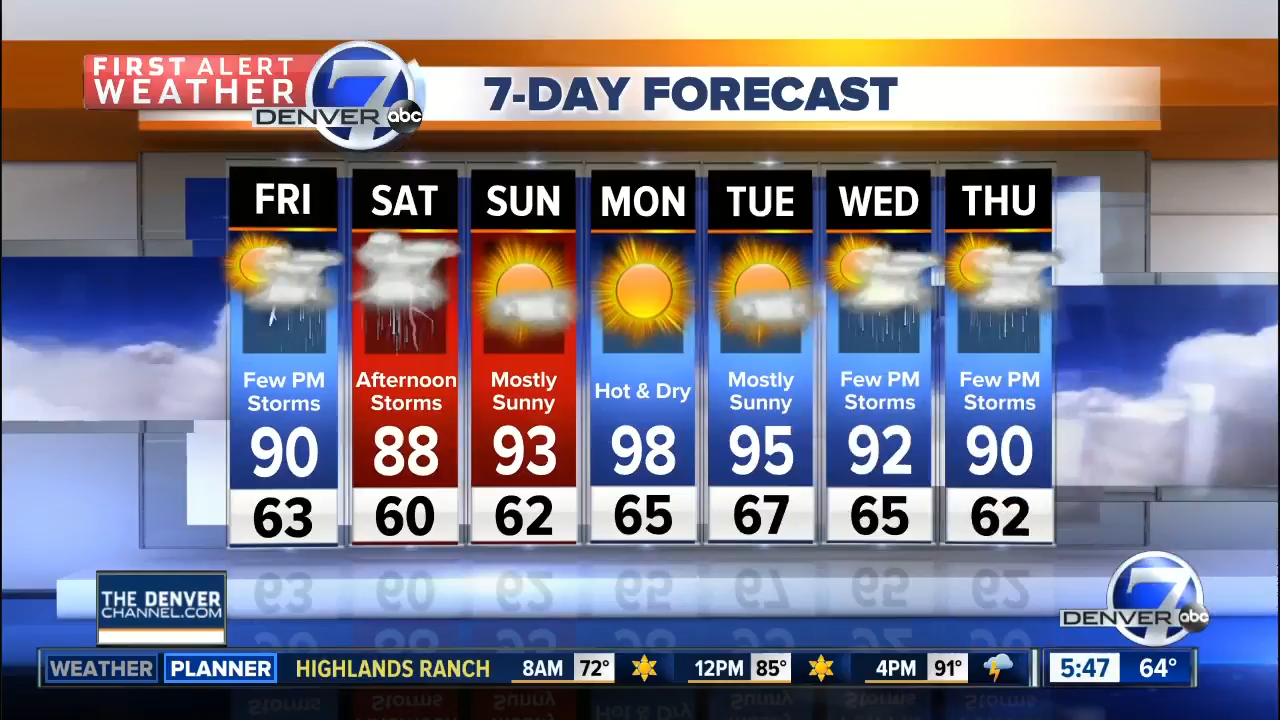 FIRST ALERT
WEATHER
7
DENVER abc
7-DAY FORECAST
FRI SAT SUN MON TUE WED THU
Few PM Storms
Afternoon Storms
Mostly Sunny
Hot & Dry
Mostly Sunny
Few PM Storms
Few PM Storms
90 88 93 98 95 92 90
63 60 62 65 67 65 62
THE DENVER
CHANNEL.COM
7
DENVER abc
WEATHER PLANNER HIGHLANDS RANCH 8AM 72° 12PM 85° 4PM 91° 5:47 64°